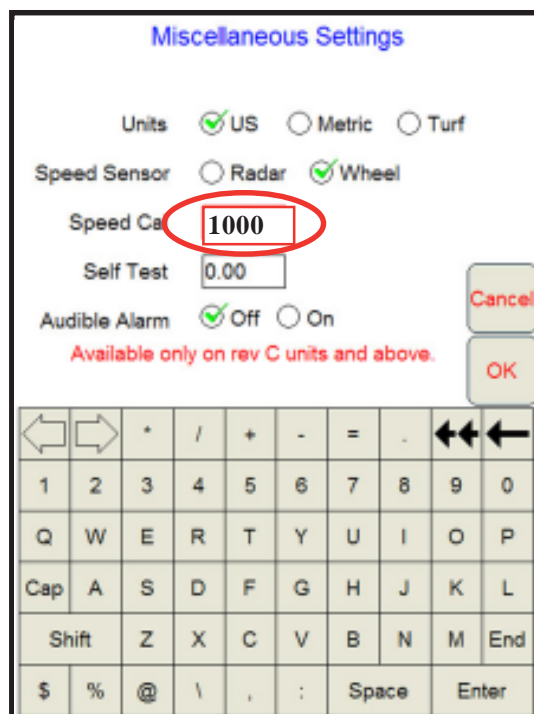 Miscellaneous Settings
Units US Metric Turf
Speed Sensor Radar Wheel
Speed Ca 1000
Self Test 0.00
Cancel
Audible Alarm Off On
Available only on rev C units and above.
OK
* / + - = .
1 2 3 4 5 6 7 8 9 0
Q W E R T Y U I O P
Cap A S D F G H J K L
Shift Z X C V B N M End
$ % @ \ , : Space Enter